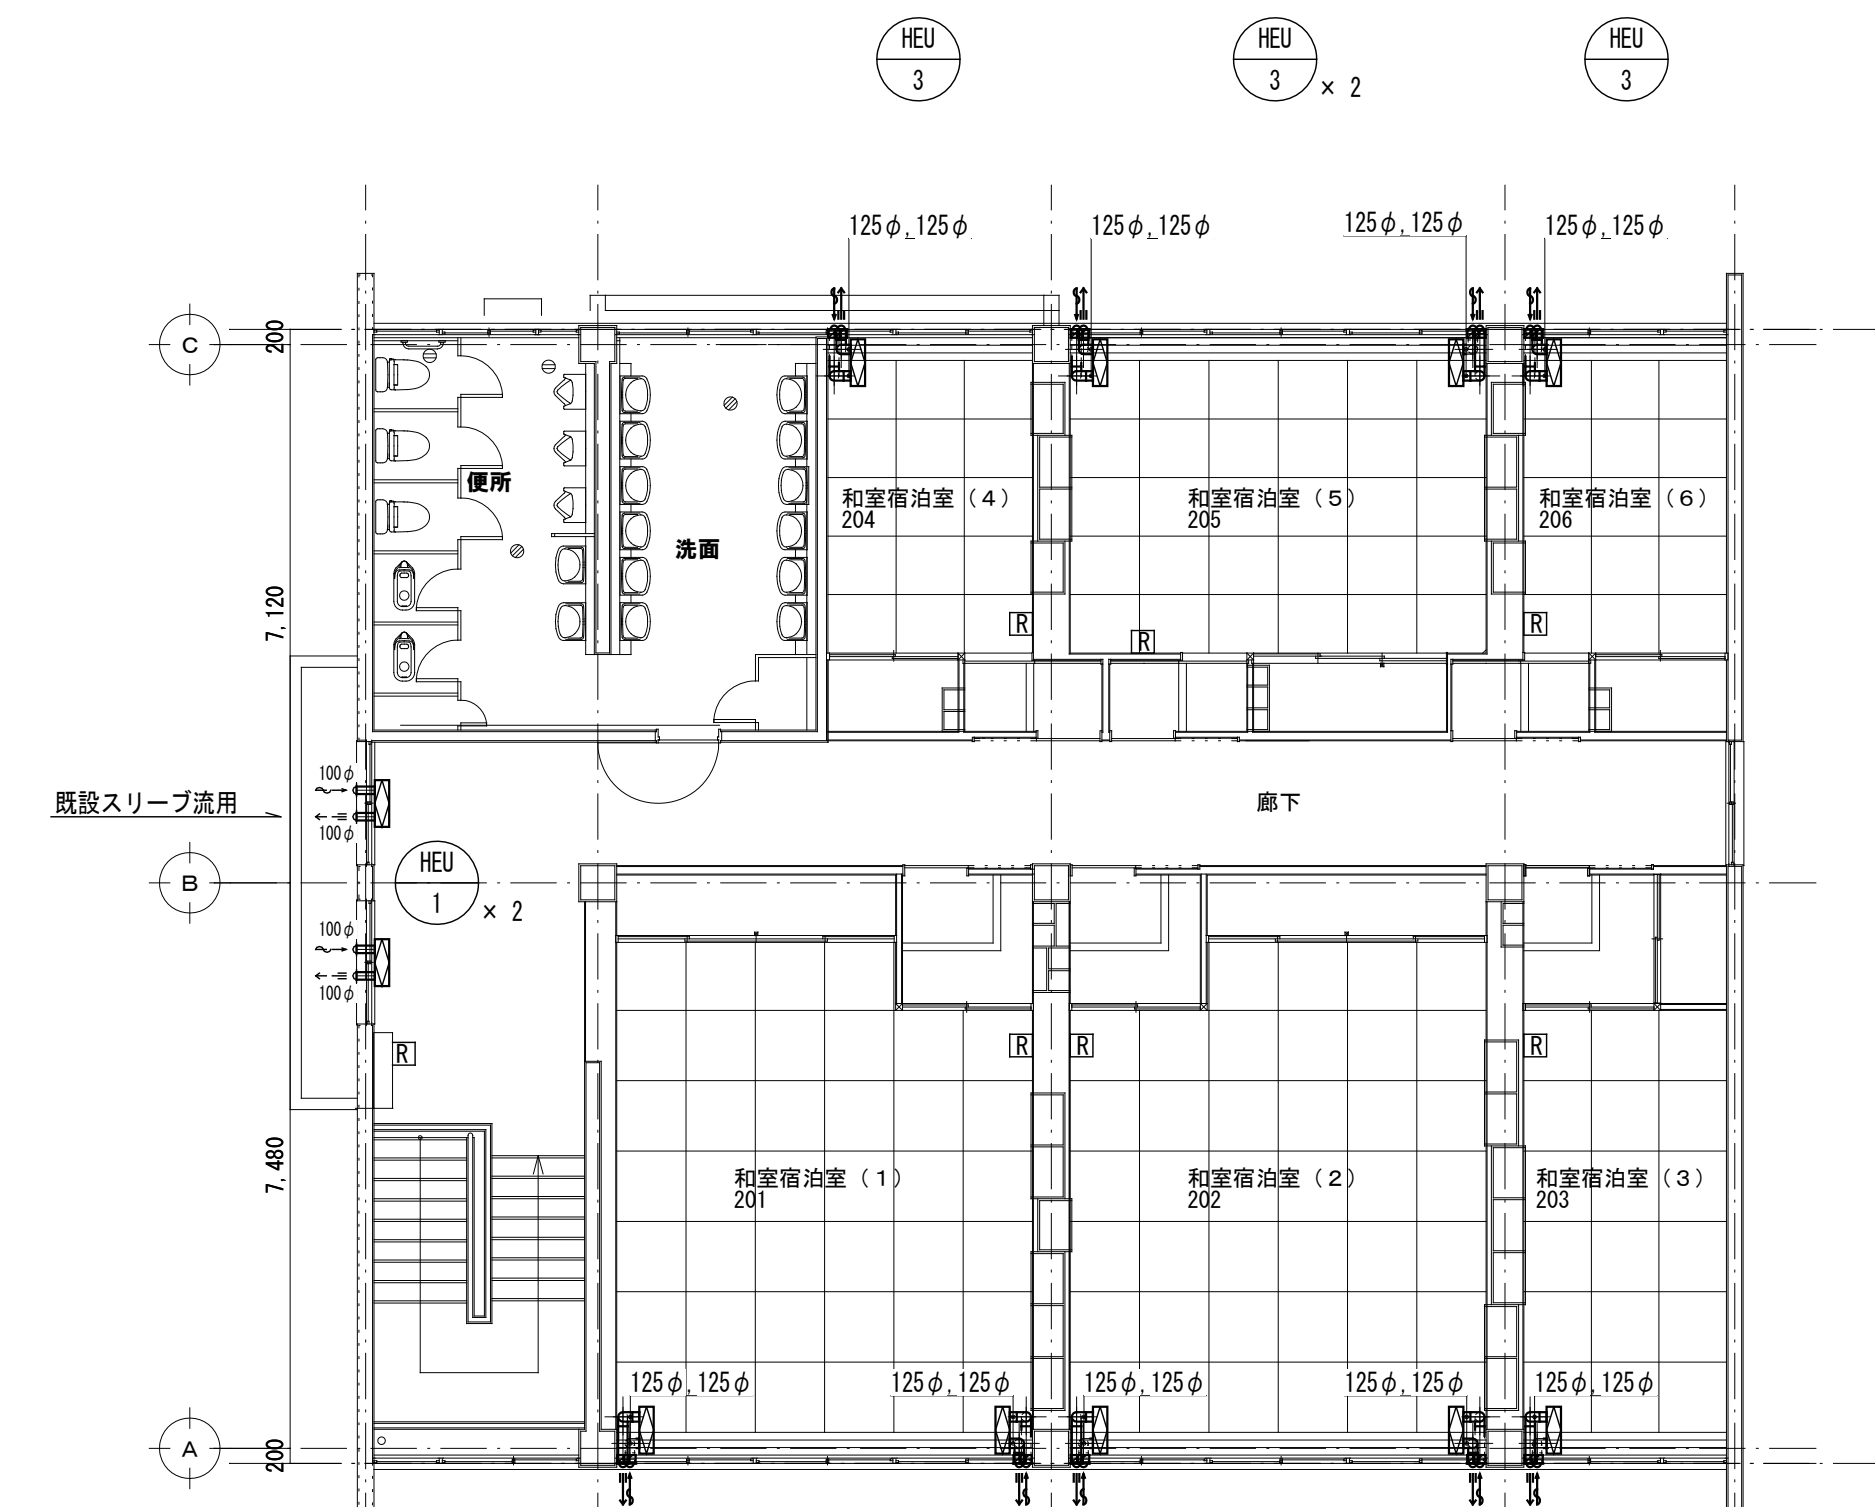 HEU
3
HEU
3
× 2
HEU
3
125φ,125φ
125φ,125φ
125φ,125φ
125φ,125φ
C
200
便所
洗面
和室宿泊室（４）
204
和室宿泊室（５）
205
和室宿泊室（６）
206
7,120
R
R
R
100φ
既設スリーブ流用
100φ
廊下
B
HEU
1
× 2
100φ
100φ
R
R
R
R
7,480
和室宿泊室（１）
201
和室宿泊室（２）
202
和室宿泊室（３）
203
125φ,125φ
125φ,125φ
125φ,125φ
125φ,125φ
125φ,125φ
A
200